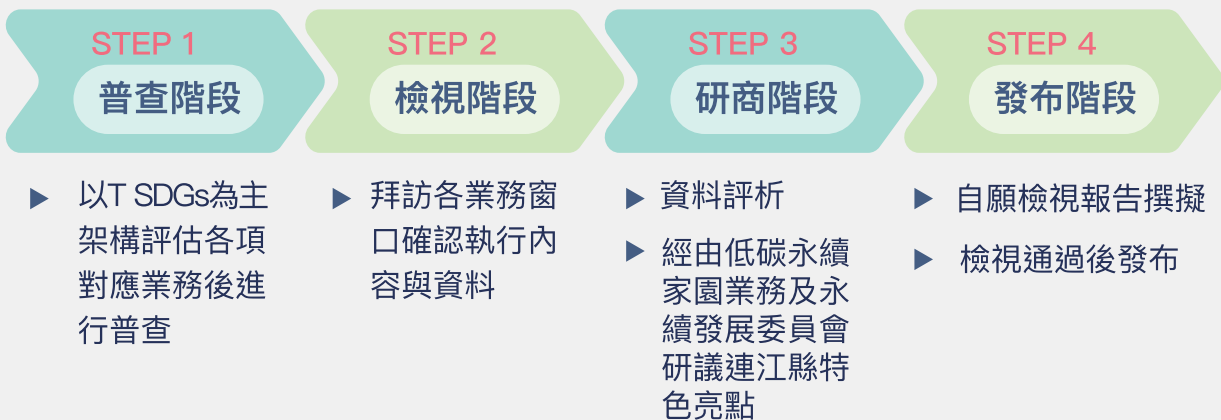 STEP 1
普查階段
STEP 2
檢視階段
STEP 3
研商階段
STEP 4
發布階段
以T SDGs為主
架構評估各項
對應業務後進
行普查
拜訪各業務窗
口確認執行內
容與資料
資料評析
經由低碳永續
家園業務及永
續發展委員會
研議連江縣特
色亮點
自願檢視報告撰擬
檢視通過後發布